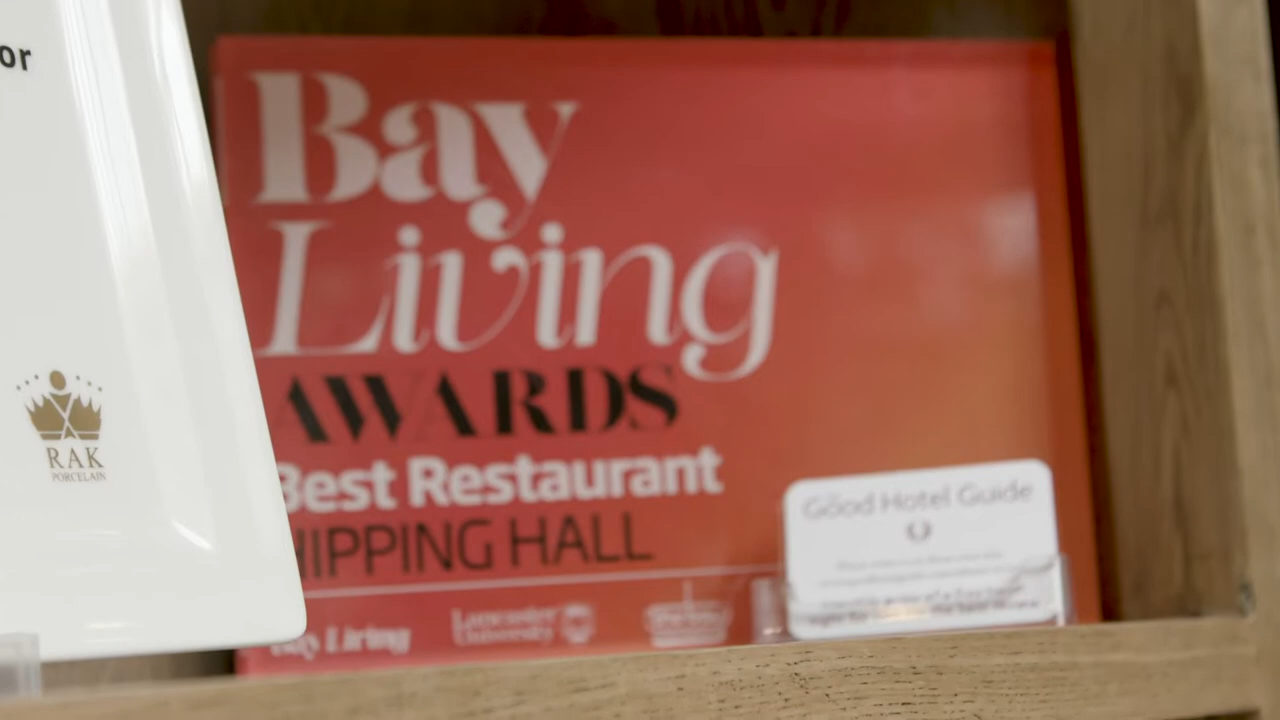 or
RAK
PORCELAIN
Bay
Living
AWARDS
Best Restaurant
HIPPING HALL
Bay Living
Lancaster
University
Good Hotel Guide